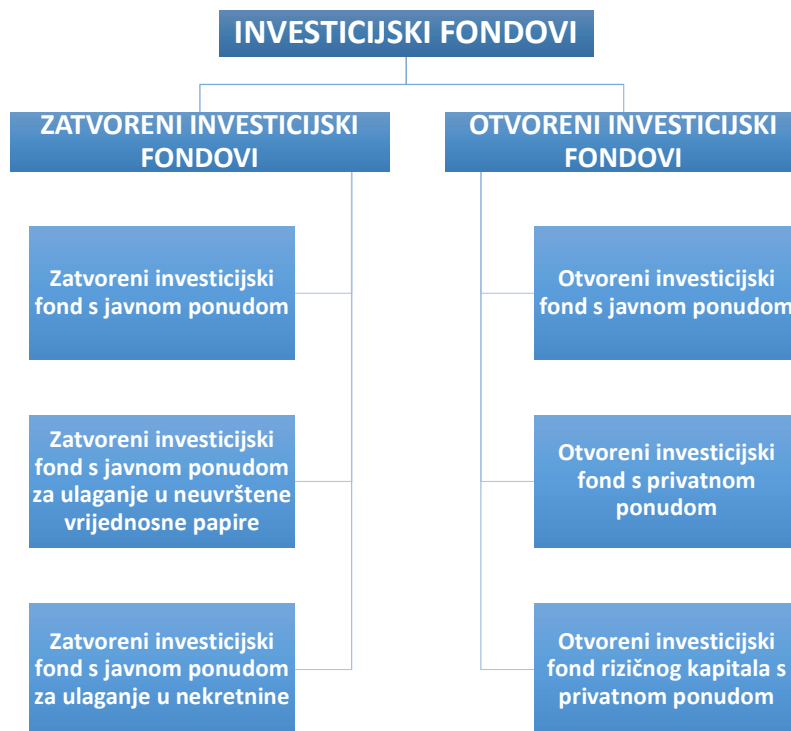 INVESTICIJSKI FONDOVI
ZATVORENI INVESTICIJSKI
FONDOVI
Zatvoreni investicijski
fond s javnom ponudom
Zatvoreni investicijski
fond s javnom ponudom
za ulaganje u neuvrštene
vrijednosne papire
Zatvoreni investicijski
fond s javnom ponudom
za ulaganje u nekretnine
OTVORENI INVESTICIJSKI
FONDOVI
Otvoreni investicijski
fond s javnom ponudom
Otvoreni investicijski
fond s privatnom
ponudom
Otvoreni investicijski
fond rizičnog kapitala s
privatnom ponudom